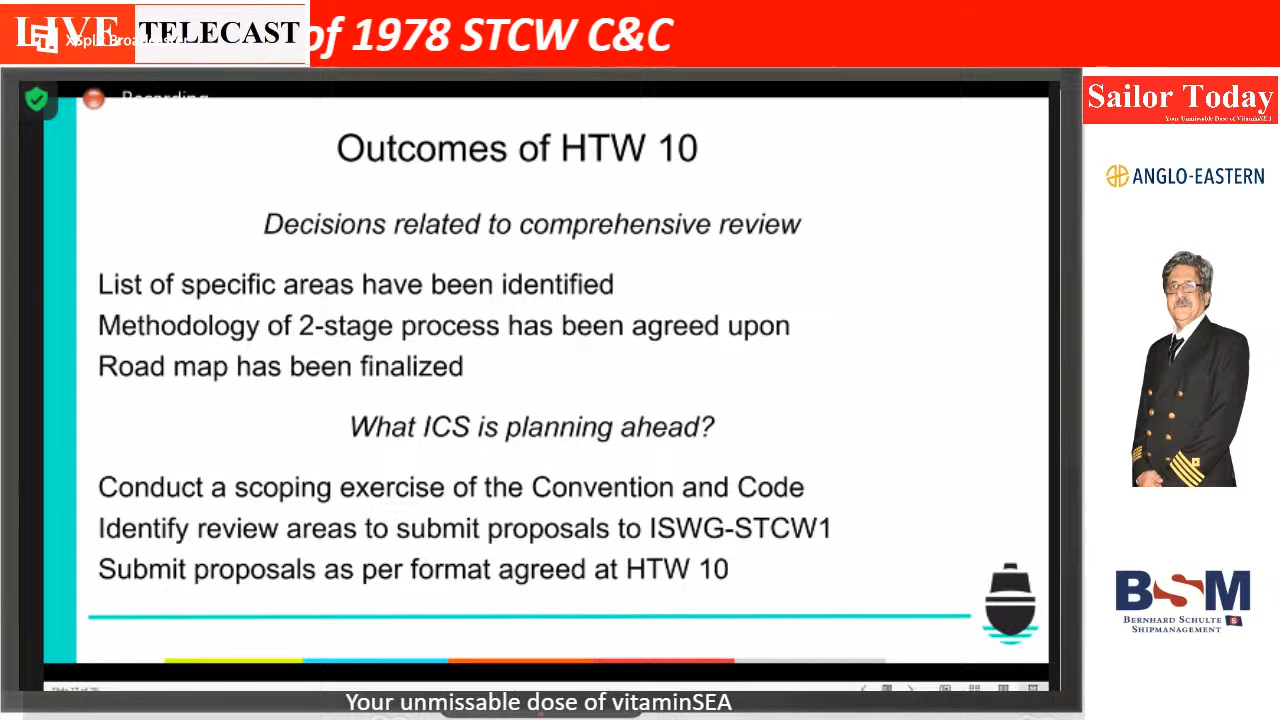 LIVE
TELECAST
of 1978 STCW C&C
Recording
Sailor Today
Your Unmissable Dose of VitaminSEA
Outcomes of HTW 10
ANGLO-EASTERN
Decisions related to comprehensive review
List of specific areas have been identified
Methodology of 2-stage process has been agreed upon
Road map has been finalized
What ICS is planning ahead?
Conduct a scoping exercise of the Convention and Code
Identify review areas to submit proposals to ISWG-STCW1
Submit proposals as per format agreed at HTW 10
BSM
BERNHARD SCHULTE
SHIPMANAGEMENT
S
Your unmissable dose of vitaminSEA